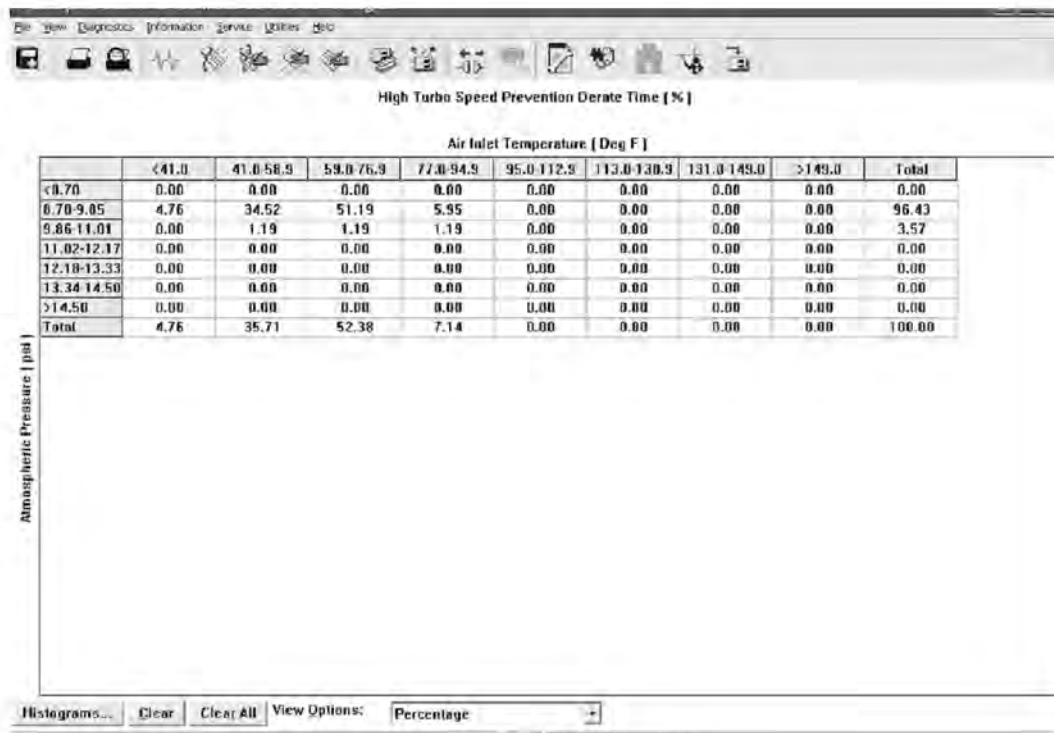 File View Diagnostics Information Service Utilities Help
High Turbo Speed Prevention Derate Time [ % ]
Air Inlet Temperature [ Deg F ]
<41.0 41.0-58.9 59.0-76.9 77.0-94.9 95.0-112.9 113.0-130.9 131.0-149.0 >149.0 Total
<8.70 0.00 0.00 0.00 0.00 0.00 0.00 0.00 0.00 0.00
8.70-9.85 4.76 34.52 51.19 5.95 0.00 0.00 0.00 0.00 96.43
9.86-11.01 0.00 1.19 1.19 1.19 0.00 0.00 0.00 0.00 3.57
11.02-12.17 0.00 0.00 0.00 0.00 0.00 0.00 0.00 0.00 0.00
12.18-13.33 0.00 0.00 0.00 0.00 0.00 0.00 0.00 0.00 0.00
13.34-14.50 0.00 0.00 0.00 0.00 0.00 0.00 0.00 0.00 0.00
>14.50 0.00 0.00 0.00 0.00 0.00 0.00 0.00 0.00 0.00
Total 4.76 35.71 52.38 7.14 0.00 0.00 0.00 0.00 100.00
Atmospheric Pressure [ psi ]
Histograms... Clear Clear All View Options: Percentage